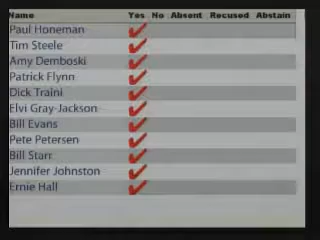 Name Yes No Absent Recused Abstain
Paul Honeman
Tim Steele
Amy Demboski
Patrick Flynn
Dick Traini
Elvi Gray-Jackson
Bill Evans
Pete Petersen
Bill Starr
Jennifer Johnston
Ernie Hall